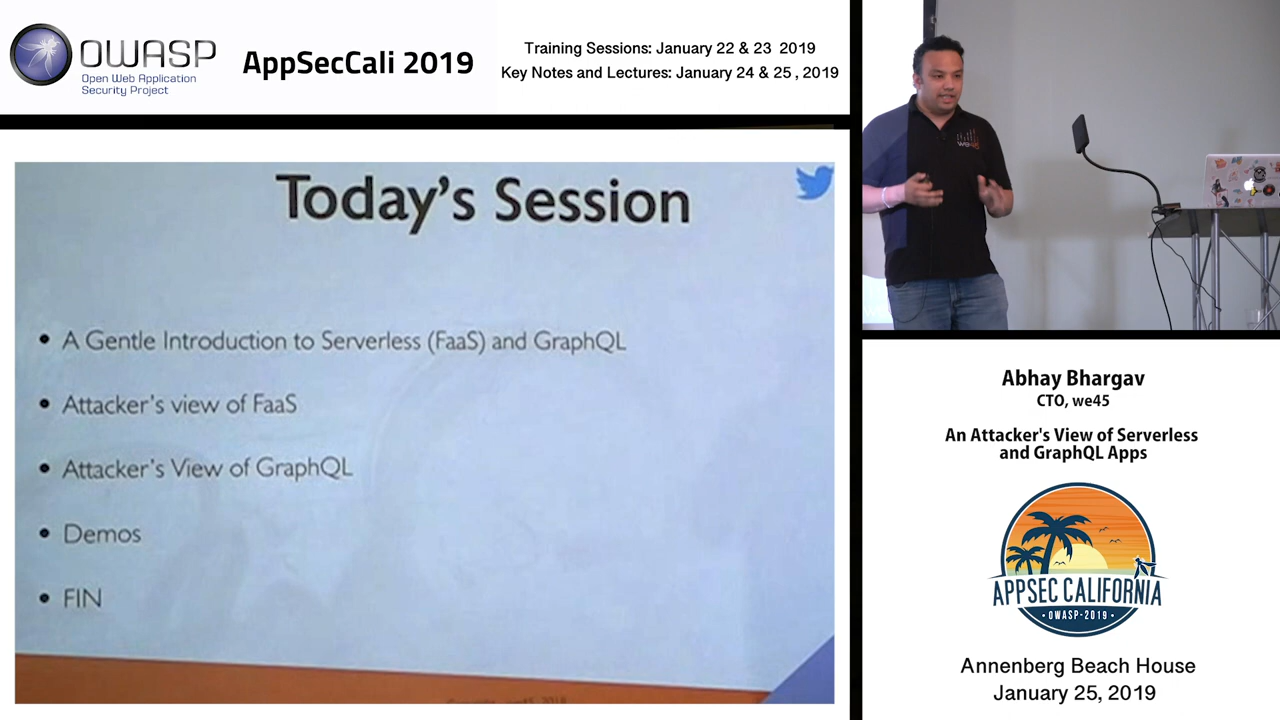 OWASP
Open Web Application
Security Project
AppSecCali 2019
Training Sessions: January 22 & 23 2019
Key Notes and Lectures: January 24 & 25 , 2019
Today's Session
• A Gentle Introduction to Serverless (FaaS) and GraphQL
• Attacker's view of FaaS
• Attacker's View of GraphQL
• Demos
• FIN
Abhay Bhargav
CTO, we45
An Attacker's View of Serverless
and GraphQL Apps
APPSEC CALIFORNIA
• OWASP-2019 •
Annenberg Beach House
January 25, 2019